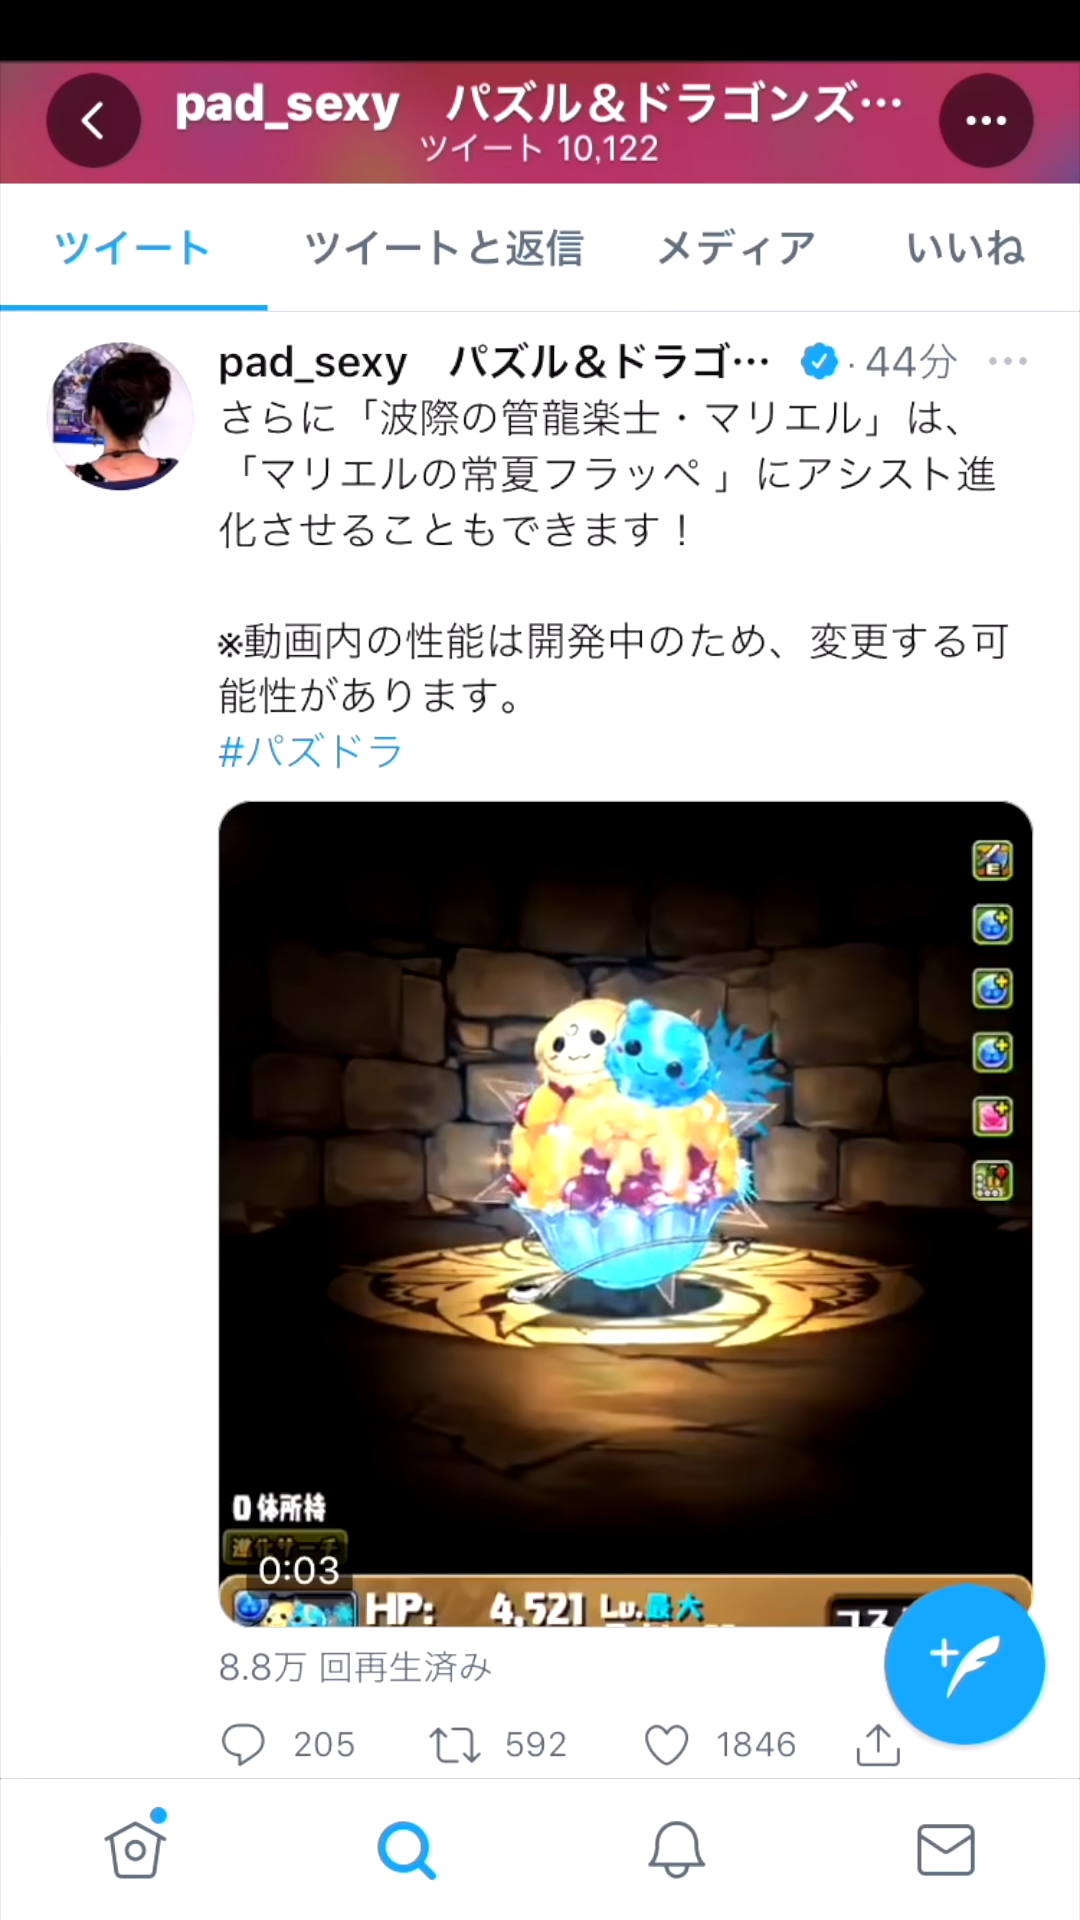 pad_sexy　パズル＆ドラゴンズ…
ツイート 10,122
ツイート ツイートと返信 メディア いいね
pad_sexy　パズル＆ドラゴ… · 44分
さらに「波際の管龍楽士・マリエル」は、
「マリエルの常夏フラッペ 」にアシスト進
化させることもできます！
※動画内の性能は開発中のため、変更する可
能性があります。
#パズドラ
E
0体所持
進化サーチ
0:03
HP: 4,521 Lv.最大
8.8万 回再生済み
205 592 1846